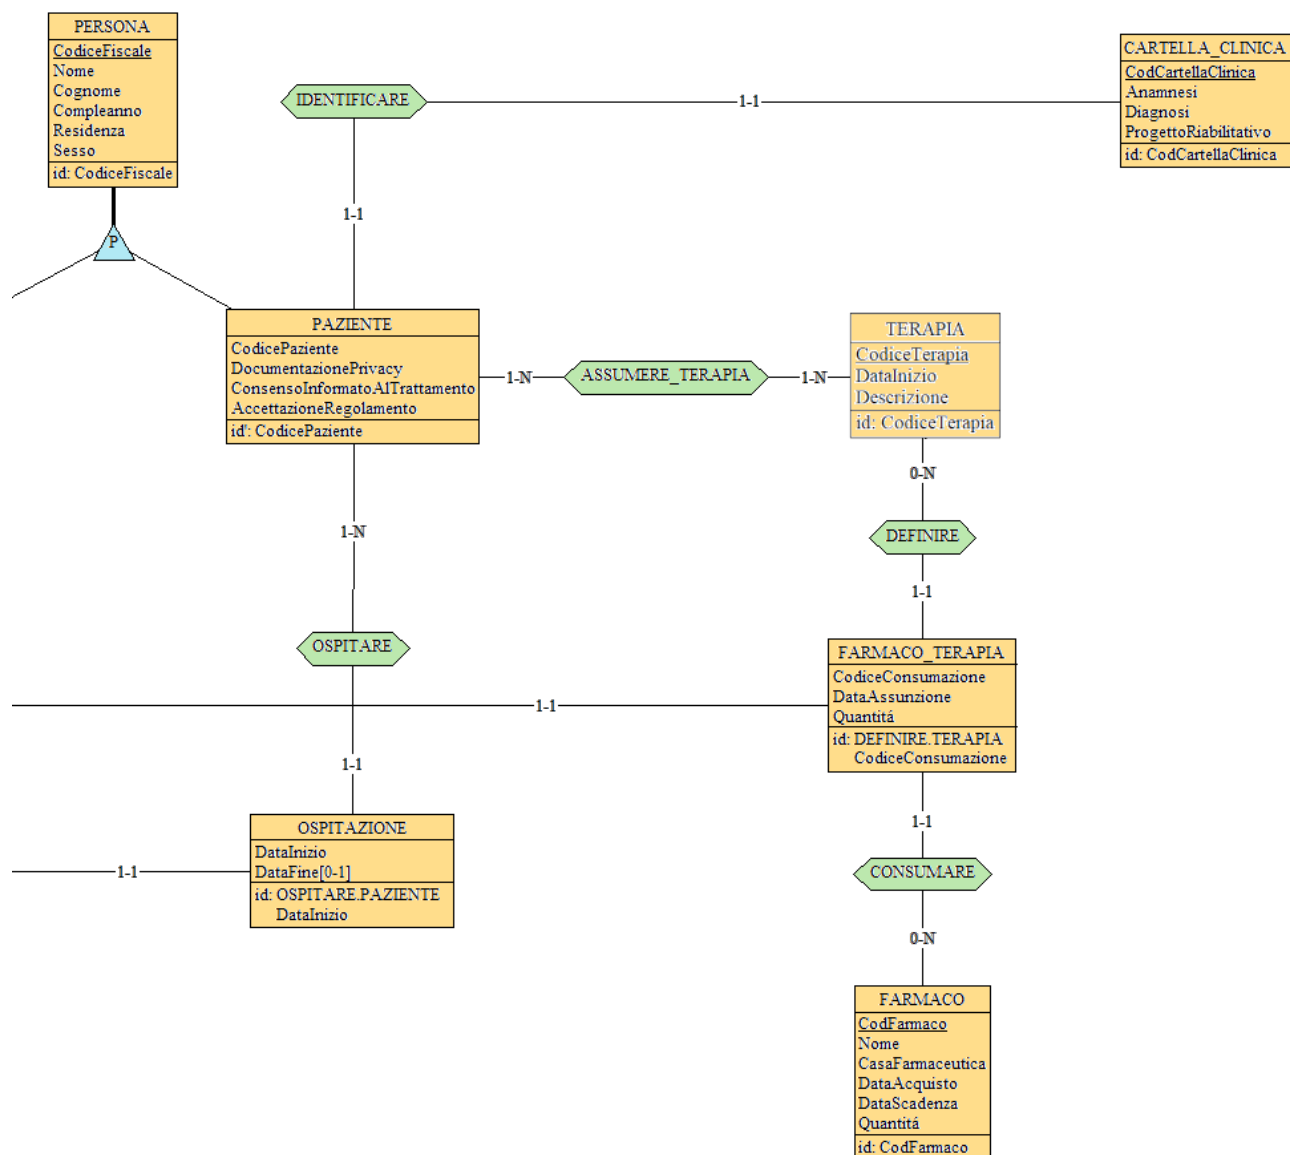 PERSONA
CodiceFiscale
Nome
Cognome
Compleanno
Residenza
Sesso
id: CodiceFiscale
P
IDENTIFICARE
1-1
1-1
CARTELLA_CLINICA
CodCartellaClinica
Anamnesi
Diagnosi
ProgettoRiabilitativo
id: CodCartellaClinica
PAZIENTE
CodicePaziente
DocumentazionePrivacy
ConsensoInformatoAlTrattamento
AccettazioneRegolamento
id': CodicePaziente
1-N
ASSUMERE_TERAPIA
1-N
TERAPIA
CodiceTerapia
DataInizio
Descrizione
id: CodiceTerapia
0-N
DEFINIRE
1-1
1-N
OSPITARE
1-1
1-1
FARMACO_TERAPIA
CodiceConsumazione
DataAssunzione
Quantitá
id: DEFINIRE.TERAPIA
CodiceConsumazione
OSPITAZIONE
DataInizio
DataFine[0-1]
id: OSPITARE.PAZIENTE
DataInizio
1-1
1-1
CONSUMARE
0-N
FARMACO
CodFarmaco
Nome
CasaFarmaceutica
DataAcquisto
DataScadenza
Quantitá
id: CodFarmaco